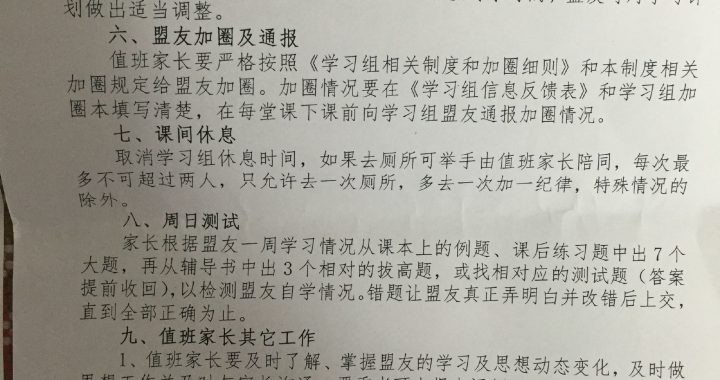 划做出适当调整。
六、盟友加圈及通报
值班家长要严格按照《学习组相关制度和加圈细则》和本制度相关
加圈规定给盟友加圈。加圈情况要在《学习组信息反馈表》和学习组加
圈本填写清楚，在每堂课下课前向学习组盟友通报加圈情况。
七、课间休息
取消学习组休息时间，如果去厕所可举手由值班家长陪同，每次最
多不可超过两人，只允许去一次厕所，多去一次加一纪律，特殊情况的
除外。
八、周日测试
家长根据盟友一周学习情况从课本上的例题、课后练习题中出7个
大题，再从辅导书中出3个相对的拔高题，或找相对应的测试题（答案
提前收回），以检测盟友自学情况。错题让盟友真正弄明白并改错后上交，
直到全部正确为止。
九、值班家长其它工作
1、值班家长要及时了解、掌握盟友的学习及思想动态变化，及时做